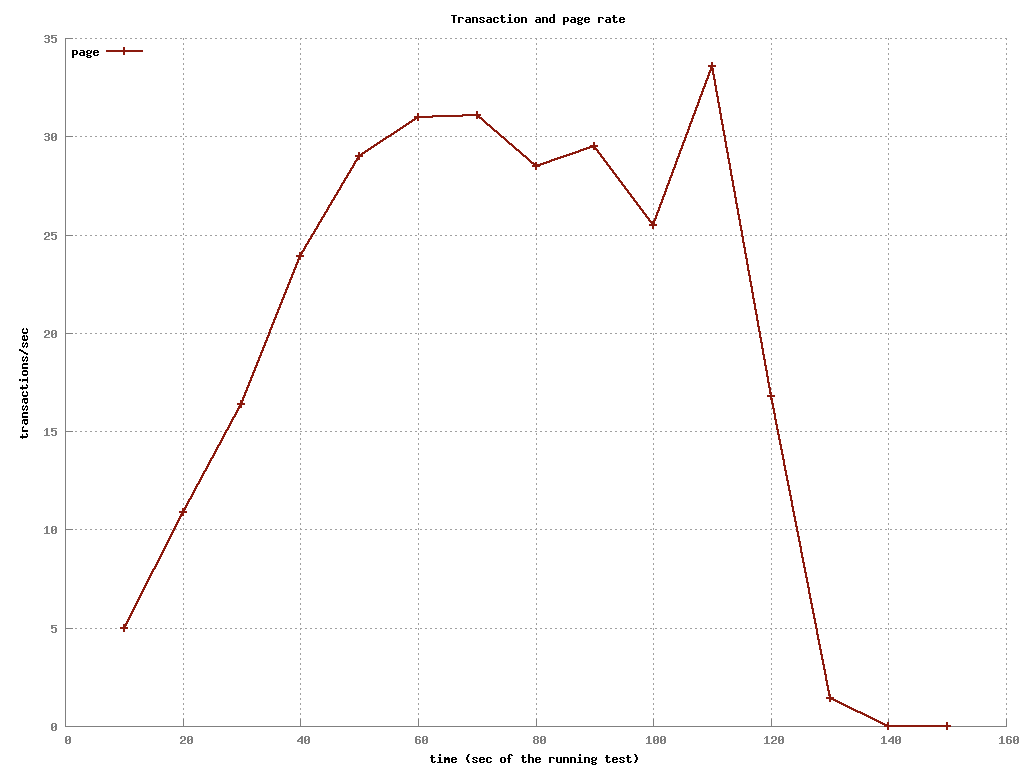 Transaction and page rate
page
35
30
25
20
15
10
5
0
transactions/sec
0 20 40 60 80 100 120 140 160
time (sec of the running test)